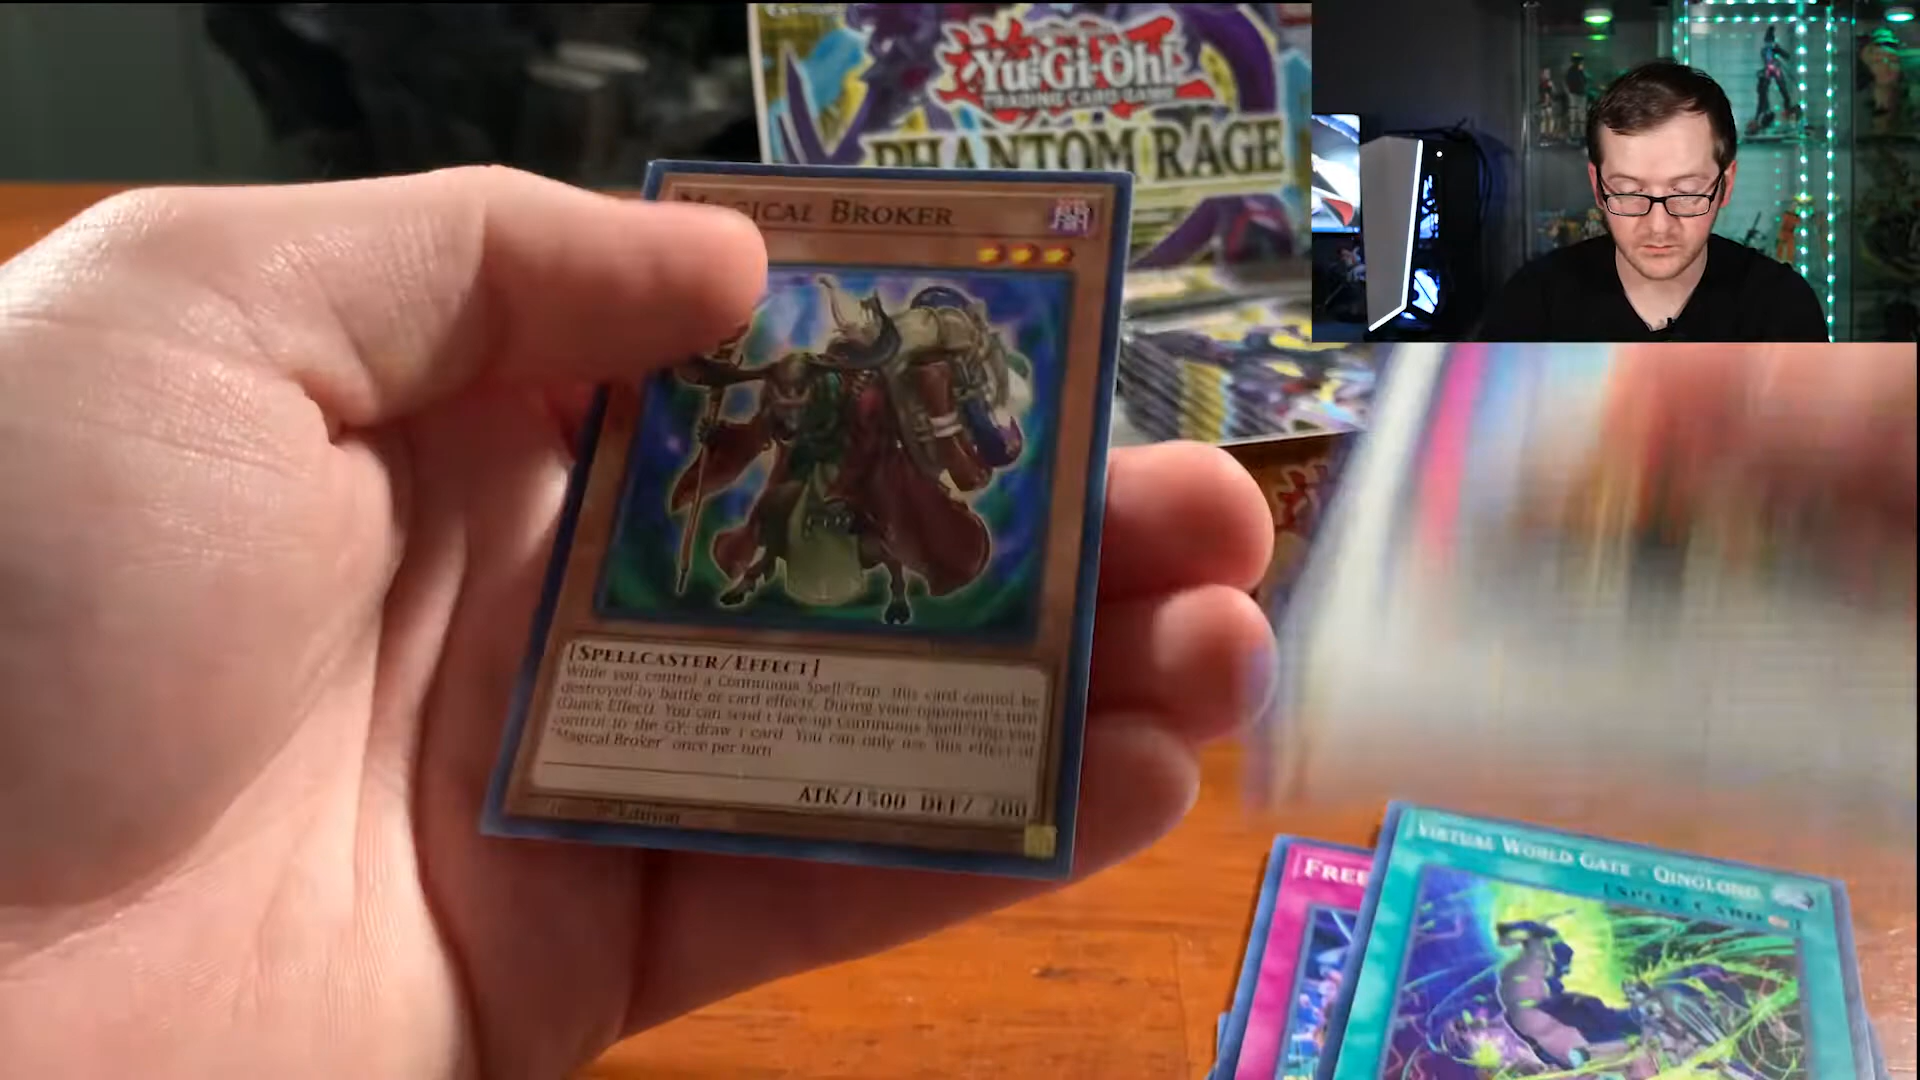 Yu-Gi-Oh!
TRADING CARD GAME
PHANTOM RAGE
MAGICAL BROKER
[SPELLCASTER/EFFECT]
While you control a Continuous Spell/Trap, this card cannot be
destroyed by battle or card effects. During your opponent's turn
(Quick Effect): You can send 1 face-up Continuous Spell/Trap you
control to the GY; draw 1 card. You can only use this effect of
"Magical Broker" once per turn.
ATK/1500 DEF/ 200
Edition
FREE
VIRTUAL WORLD GATE - QINGLONG
[SPELL CARD